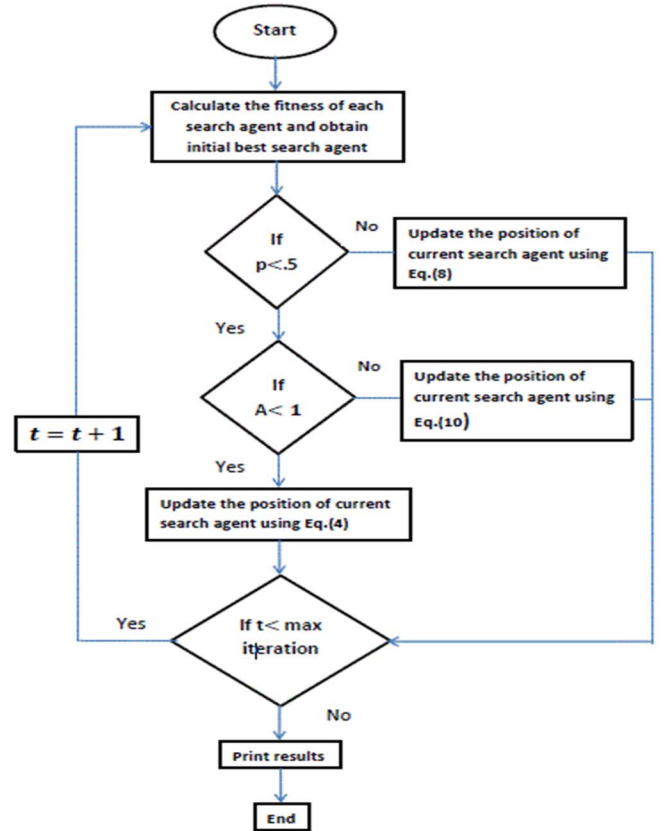 Start
Calculate the fitness of each
search agent and obtain
initial best search agent
If
p<.5
No
Update the position of
current search agent using
Eq.(8)
Yes
If
A< 1
No
Update the position of
current search agent using
Eq.(10)
t = t + 1
Yes
Update the position of current
search agent using Eq.(4)
Yes
If t< max
iteration
No
Print results
End